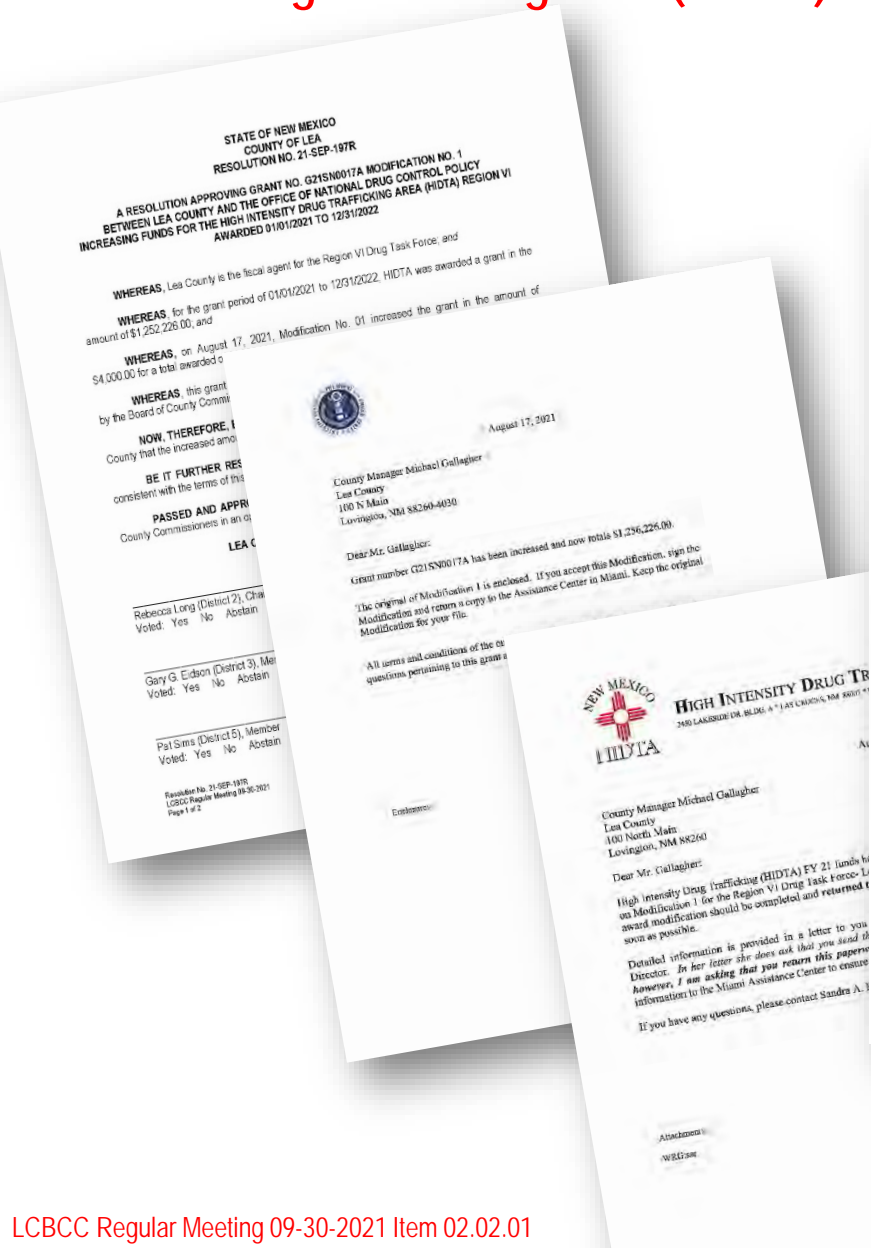 STATE OF NEW MEXICO
COUNTY OF LEA
RESOLUTION NO. 21-SEP-197R
A RESOLUTION APPROVING GRANT NO. G21SN0017A MODIFICATION NO. 1
BETWEEN LEA COUNTY AND THE OFFICE OF NATIONAL DRUG CONTROL POLICY
INCREASING FUNDS FOR THE HIGH INTENSITY DRUG TRAFFICKING AREA (HIDTA) REGION VI
AWARDED 01/01/2021 TO 12/31/2022
WHEREAS, Lea County is the fiscal agent for the Region VI Drug Task Force; and
WHEREAS, for the grant period of 01/01/2021 to 12/31/2022, HIDTA was awarded a grant in the
amount of $1,252,226.00; and
WHEREAS, on August 17, 2021, Modification No. 01 increased the grant in the amount of
$4,000.00 for a total awarded
WHEREAS, this grant
by the Board of County
NOW, THEREFORE,
County that the increased
BE IT FURTHER
consistent with the terms of this
PASSED AND
County Commissioners in an
LEA
Rebecca Long (District 2),
Voted: Yes No Abstain
Gary G. Eidson (District 3),
Voted: Yes No Abstain
Pat Sims (District 5), Member
Voted: Yes No Abstain
Resolution No. 21-SEP-197R
LCBCC Regular Meeting 09-30-2021
Page 1 of 2
August 17, 2021
County Manager Michael Gallagher
Lea County
100 N Main
Lovington, NM 88260-4030
Dear Mr. Gallagher:
Grant number G21SN0017A has been increased and now totals $1,256,226.00.
The original of Modification 1 is enclosed. If you accept this Modification, sign the
Modification and return a copy to the Assistance Center in Miami. Keep the original
Modification for your file.
All terms and conditions of the
questions pertaining to this grant
Enclosures
NEW MEXICO
HIDTA
HIGH INTENSITY DRUG
2450 LAKESIDE DR. BLDG. A * LAS CRUCES, NM
County Manager Michael Gallagher
Lea County
100 North Main
Lovington, NM 88260
Dear Mr. Gallagher:
High Intensity Drug Trafficking (HIDTA) FY 21 funds
on Modification 1 for the Region VI Drug Task Force-
award modification should be completed and returned
soon as possible.
Detailed information is provided in a letter to you
Director. In her letter she does ask that you send
however, I am asking that you return this
information to the Miami Assistance Center to ensure
If you have any questions, please contact Sandra A.
LCBCC Regular Meeting 09-30-2021 Item 02.02.01